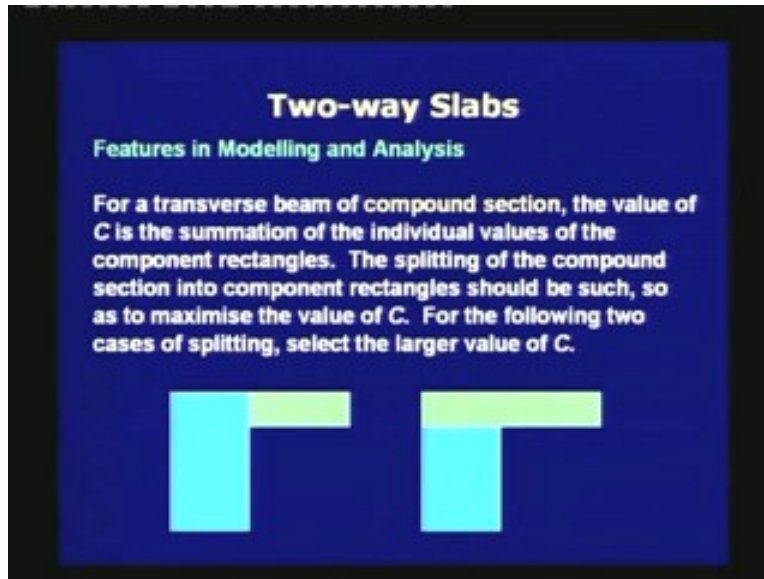 Two-way Slabs
Features in Modelling and Analysis
For a transverse beam of compound section, the value of
C is the summation of the individual values of the
component rectangles. The splitting of the compound
section into component rectangles should be such, so
as to maximise the value of C. For the following two
cases of splitting, select the larger value of C.